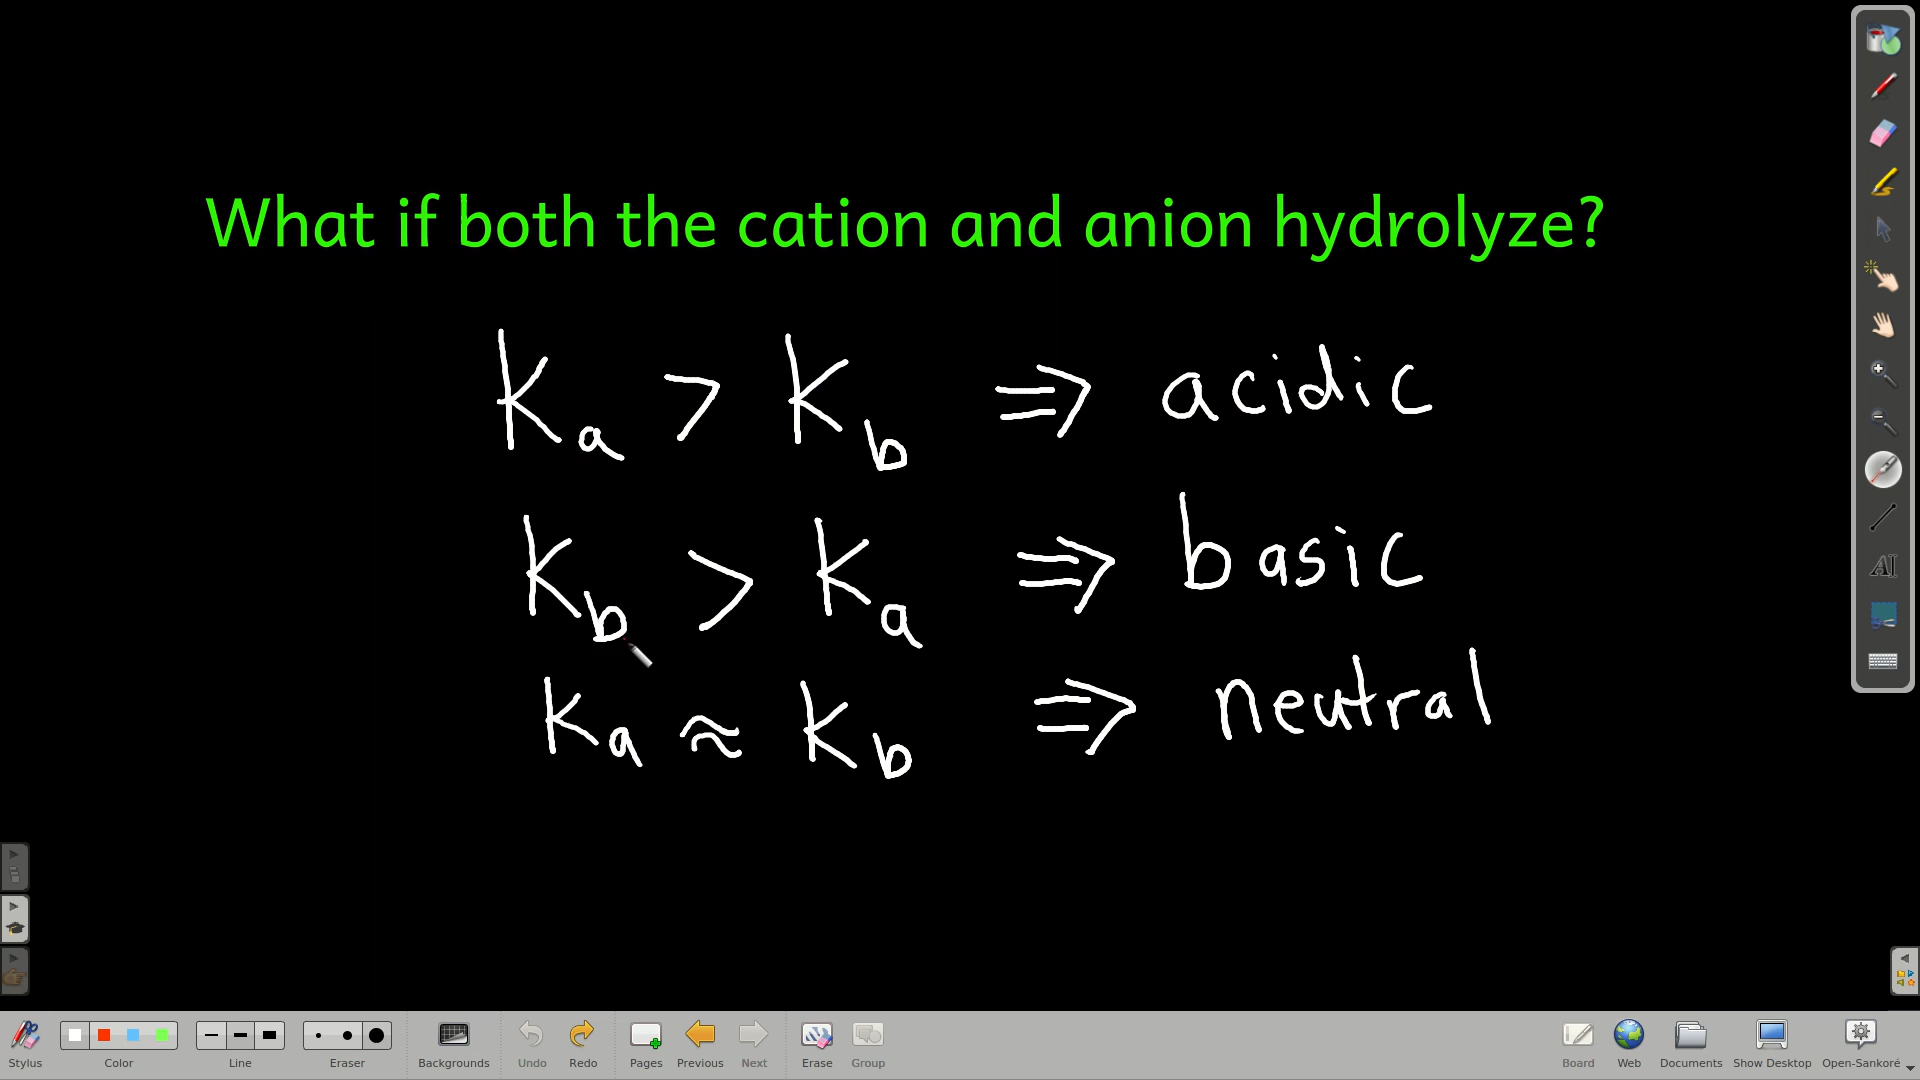 What if both the cation and anion hydrolyze?
Ka > Kb ⇒ acidic
Kb > Ka ⇒ basic
Ka ≈ Kb ⇒ neutral
AI
Stylus Color Line Eraser Backgrounds Undo Redo Pages Previous Next Erase Group Board Web Documents Show Desktop Open-Sankoré